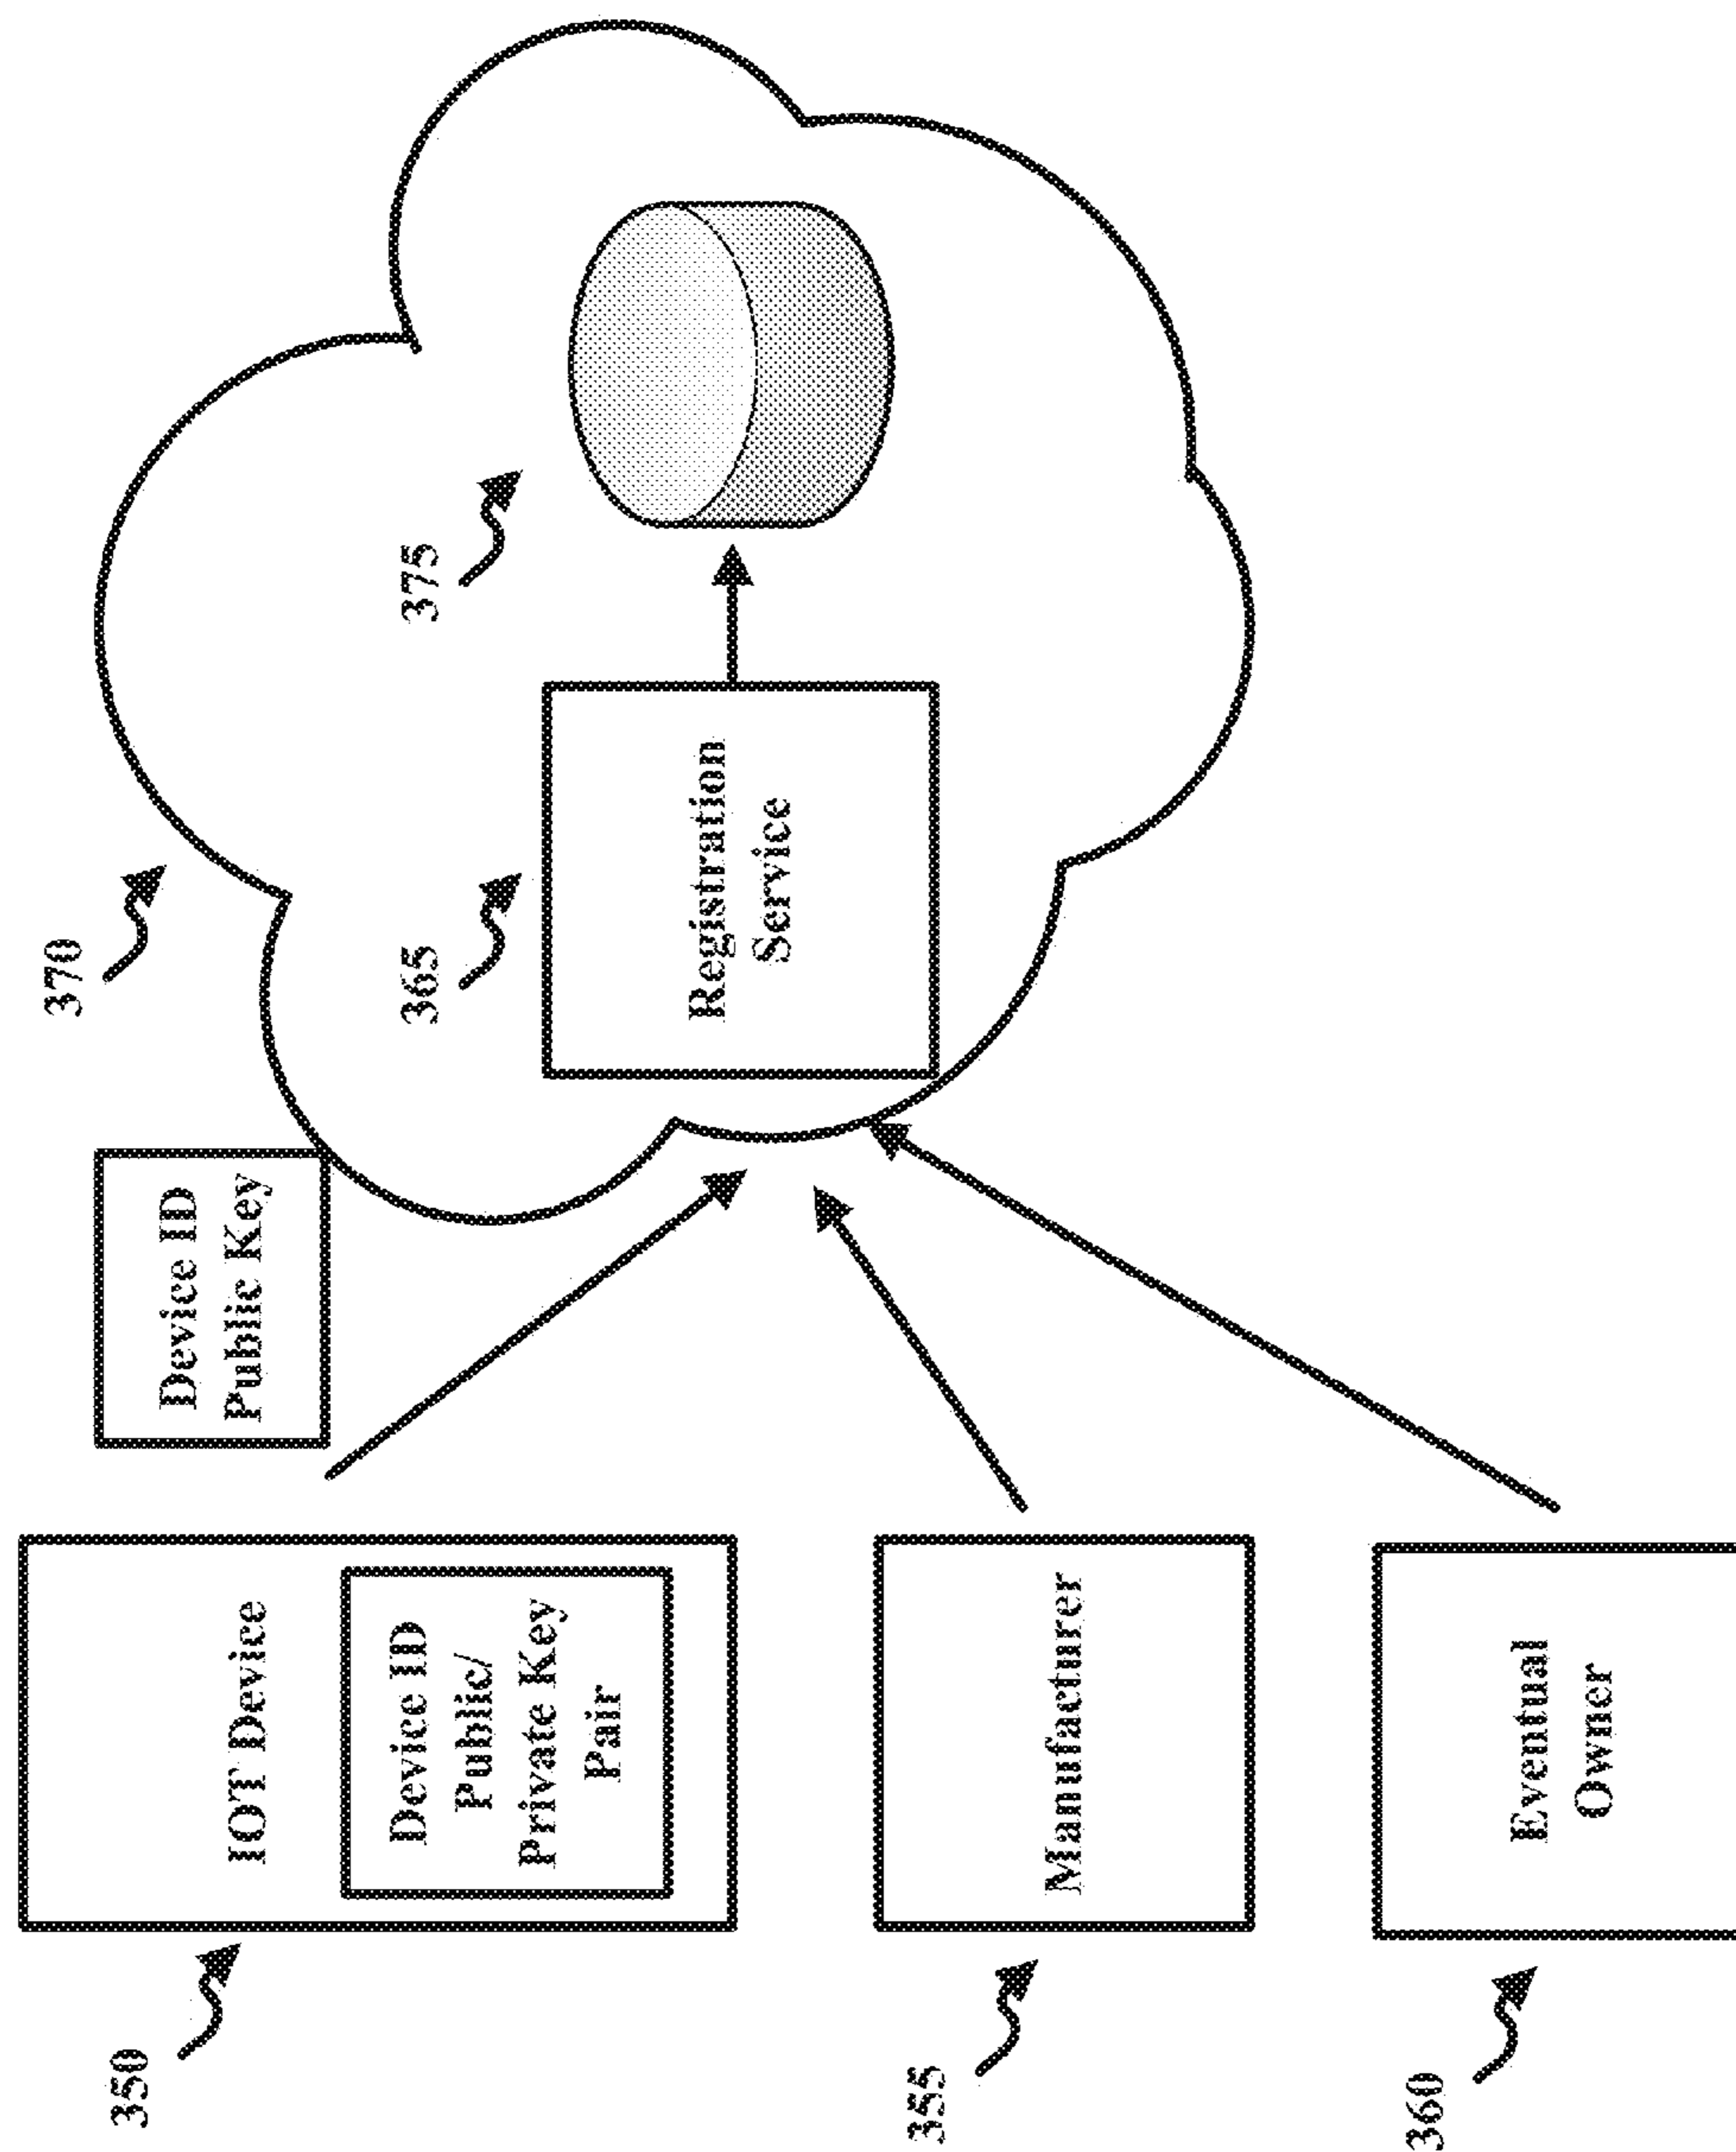 350
IOT Device
Device ID
Public/
Private Key
Pair
Device ID
Public Key
370
365
Registration
Service
375
355
Manufacturer
360
Eventual
Owner